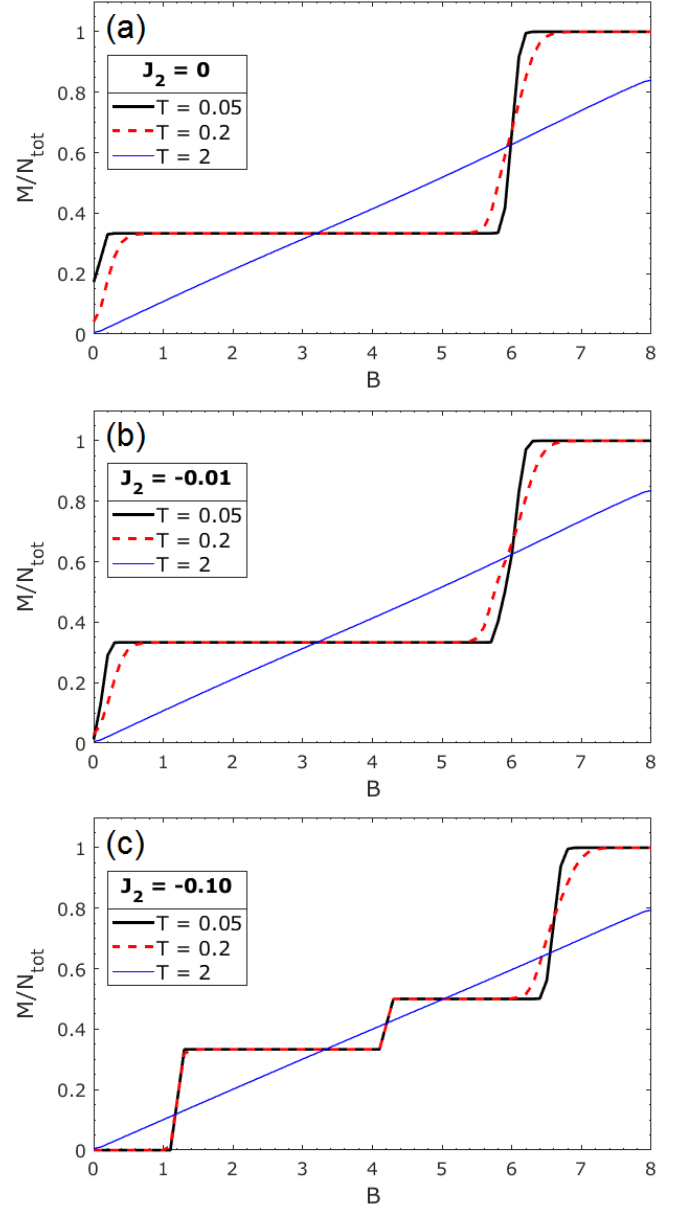 (a)
J2 = 0
T = 0.05
T = 0.2
T = 2
M/Ntot
1
0.8
0.6
0.4
0.2
0
0 1 2 3 4 5 6 7 8
B
(b)
J2 = -0.01
T = 0.05
T = 0.2
T = 2
M/Ntot
1
0.8
0.6
0.4
0.2
0
0 1 2 3 4 5 6 7 8
B
(c)
J2 = -0.10
T = 0.05
T = 0.2
T = 2
M/Ntot
1
0.8
0.6
0.4
0.2
0
0 1 2 3 4 5 6 7 8
B